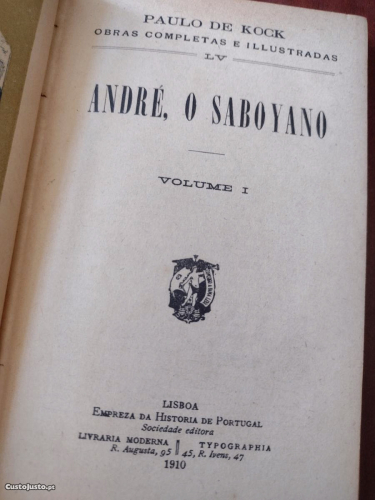 PAULO DE KOCK
OBRAS COMPLETAS E ILLUSTRADAS
LV
ANDRÉ, O SABOYANO
VOLUME I
LISBOA
EMPREZA DA HISTORIA DE PORTUGAL
Sociedade editora
LIVRARIA MODERNA || TYPOGRAPHIA
R. Augusta, 95 || 45, R. Ivens, 47
1910
CustoJusto.pt